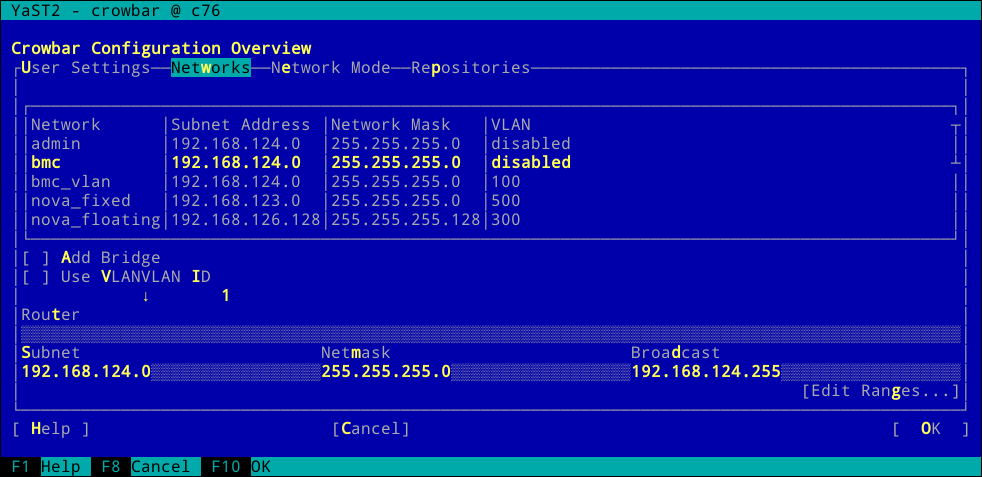 YaST2 - crowbar @ c76
Crowbar Configuration Overview
User Settings Networks Network Mode Repositories
Network Subnet Address Network Mask VLAN
admin 192.168.124.0 255.255.255.0 disabled
bmc 192.168.124.0 255.255.255.0 disabled
bmc_vlan 192.168.124.0 255.255.255.0 100
nova_fixed 192.168.123.0 255.255.255.0 500
nova_floating 192.168.126.128 255.255.255.128 300
[ ] Add Bridge
[ ] Use VLANVLAN ID
↓ 1
Router
Subnet Netmask Broadcast
192.168.124.0 255.255.255.0 192.168.124.255
[Edit Ranges...]
[ Help ] [Cancel] [ OK ]
F1 Help F8 Cancel F10 OK